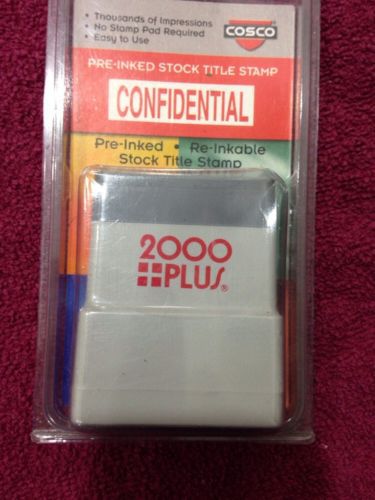 • Thousands of Impressions
• No Stamp Pad Required
• Easy to Use
COSCO®
PRE-INKED STOCK TITLE STAMP
CONFIDENTIAL
Pre-Inked • Re-Inkable
Stock Title Stamp
2000
PLUS®